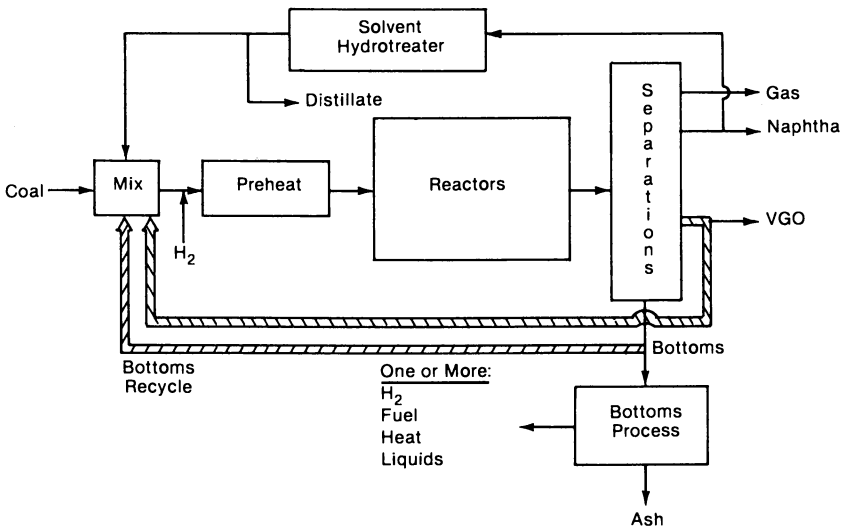 Solvent
Hydrotreater
Distillate
Gas
Naphtha
Separations
Coal
Mix
Preheat
Reactors
H2
VGO
Bottoms
Bottoms
Recycle
One or More:
H2
Fuel
Heat
Liquids
Bottoms
Process
Ash